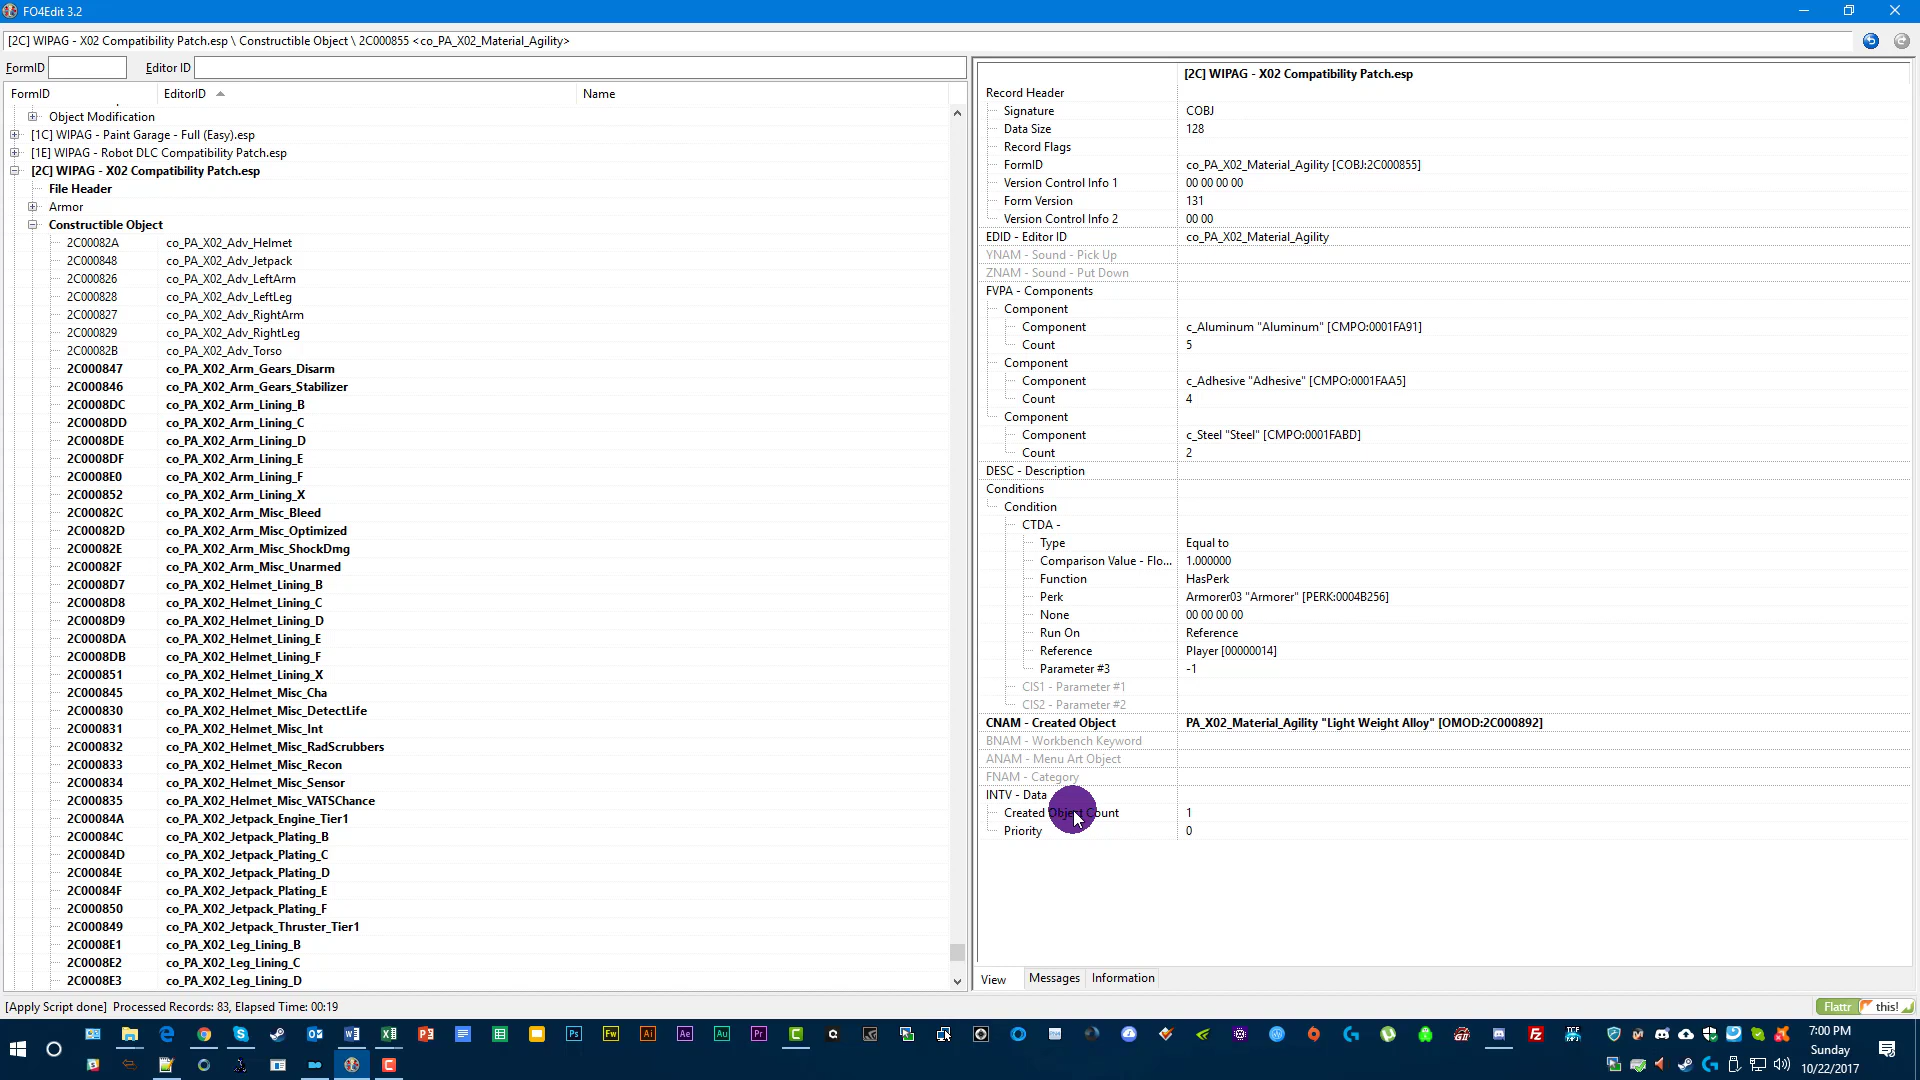 FO4Edit 3.2
[2C] WIPAG - X02 Compatibility Patch.esp \ Constructible Object \ 2C000855 <co_PA_X02_Material_Agility>
FormID
Editor ID
FormID EditorID Name
Object Modification
[1C] WIPAG - Paint Garage - Full (Easy).esp
[1E] WIPAG - Robot DLC Compatibility Patch.esp
[2C] WIPAG - X02 Compatibility Patch.esp
File Header
Armor
Constructible Object
2C00082A co_PA_X02_Adv_Helmet
2C000848 co_PA_X02_Adv_Jetpack
2C000826 co_PA_X02_Adv_LeftArm
2C000828 co_PA_X02_Adv_LeftLeg
2C000827 co_PA_X02_Adv_RightArm
2C000829 co_PA_X02_Adv_RightLeg
2C00082B co_PA_X02_Adv_Torso
2C000847 co_PA_X02_Arm_Gears_Disarm
2C000846 co_PA_X02_Arm_Gears_Stabilizer
2C0008DC co_PA_X02_Arm_Lining_B
2C0008DD co_PA_X02_Arm_Lining_C
2C0008DE co_PA_X02_Arm_Lining_D
2C0008DF co_PA_X02_Arm_Lining_E
2C0008E0 co_PA_X02_Arm_Lining_F
2C000852 co_PA_X02_Arm_Lining_X
2C00082C co_PA_X02_Arm_Misc_Bleed
2C00082D co_PA_X02_Arm_Misc_Optimized
2C00082E co_PA_X02_Arm_Misc_ShockDmg
2C00082F co_PA_X02_Arm_Misc_Unarmed
2C0008D7 co_PA_X02_Helmet_Lining_B
2C0008D8 co_PA_X02_Helmet_Lining_C
2C0008D9 co_PA_X02_Helmet_Lining_D
2C0008DA co_PA_X02_Helmet_Lining_E
2C0008DB co_PA_X02_Helmet_Lining_F
2C000851 co_PA_X02_Helmet_Lining_X
2C000845 co_PA_X02_Helmet_Misc_Cha
2C000830 co_PA_X02_Helmet_Misc_DetectLife
2C000831 co_PA_X02_Helmet_Misc_Int
2C000832 co_PA_X02_Helmet_Misc_RadScrubbers
2C000833 co_PA_X02_Helmet_Misc_Recon
2C000834 co_PA_X02_Helmet_Misc_Sensor
2C000835 co_PA_X02_Helmet_Misc_VATSChance
2C00084A co_PA_X02_Jetpack_Engine_Tier1
2C00084C co_PA_X02_Jetpack_Plating_B
2C00084D co_PA_X02_Jetpack_Plating_C
2C00084E co_PA_X02_Jetpack_Plating_D
2C00084F co_PA_X02_Jetpack_Plating_E
2C000850 co_PA_X02_Jetpack_Plating_F
2C000849 co_PA_X02_Jetpack_Thruster_Tier1
2C0008E1 co_PA_X02_Leg_Lining_B
2C0008E2 co_PA_X02_Leg_Lining_C
2C0008E3 co_PA_X02_Leg_Lining_D
[2C] WIPAG - X02 Compatibility Patch.esp
Record Header
Signature COBJ
Data Size 128
Record Flags
FormID co_PA_X02_Material_Agility [COBJ:2C000855]
Version Control Info 1 00 00 00 00
Form Version 131
Version Control Info 2 00 00
EDID - Editor ID co_PA_X02_Material_Agility
YNAM - Sound - Pick Up
ZNAM - Sound - Put Down
FVPA - Components
Component
Component c_Aluminum "Aluminum" [CMPO:0001FA91]
Count 5
Component
Component c_Adhesive "Adhesive" [CMPO:0001FAA5]
Count 4
Component
Component c_Steel "Steel" [CMPO:0001FABD]
Count 2
DESC - Description
Conditions
Condition
CTDA -
Type Equal to
Comparison Value - Flo... 1.000000
Function HasPerk
Perk Armorer03 "Armorer" [PERK:0004B256]
None 00 00 00 00
Run On Reference
Reference Player [00000014]
Parameter #3 -1
CIS1 - Parameter #1
CIS2 - Parameter #2
CNAM - Created Object PA_X02_Material_Agility "Light Weight Alloy" [OMOD:2C000892]
BNAM - Workbench Keyword
ANAM - Menu Art Object
FNAM - Category
INTV - Data
Created Object Count 1
Priority 0
View Messages Information
[Apply Script done] Processed Records: 83, Elapsed Time: 00:19
Flattr this!
Ps Fw Ai Ae Au Pr
7:00 PM
Sunday
10/22/2017